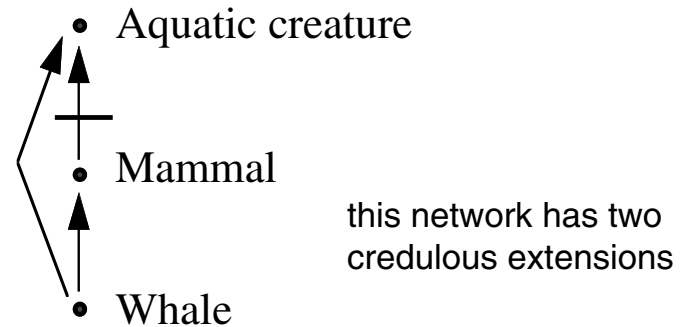 Aquatic creature
Mammal
this network has two
credulous extensions
Whale